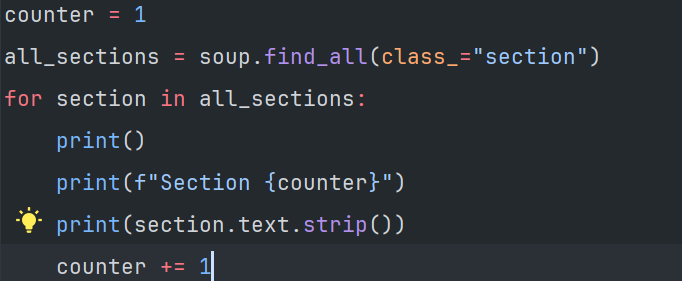 counter = 1
all_sections = soup.find_all(class_="section")
for section in all_sections:
    print()
    print(f"Section {counter}")
    print(section.text.strip())
    counter += 1